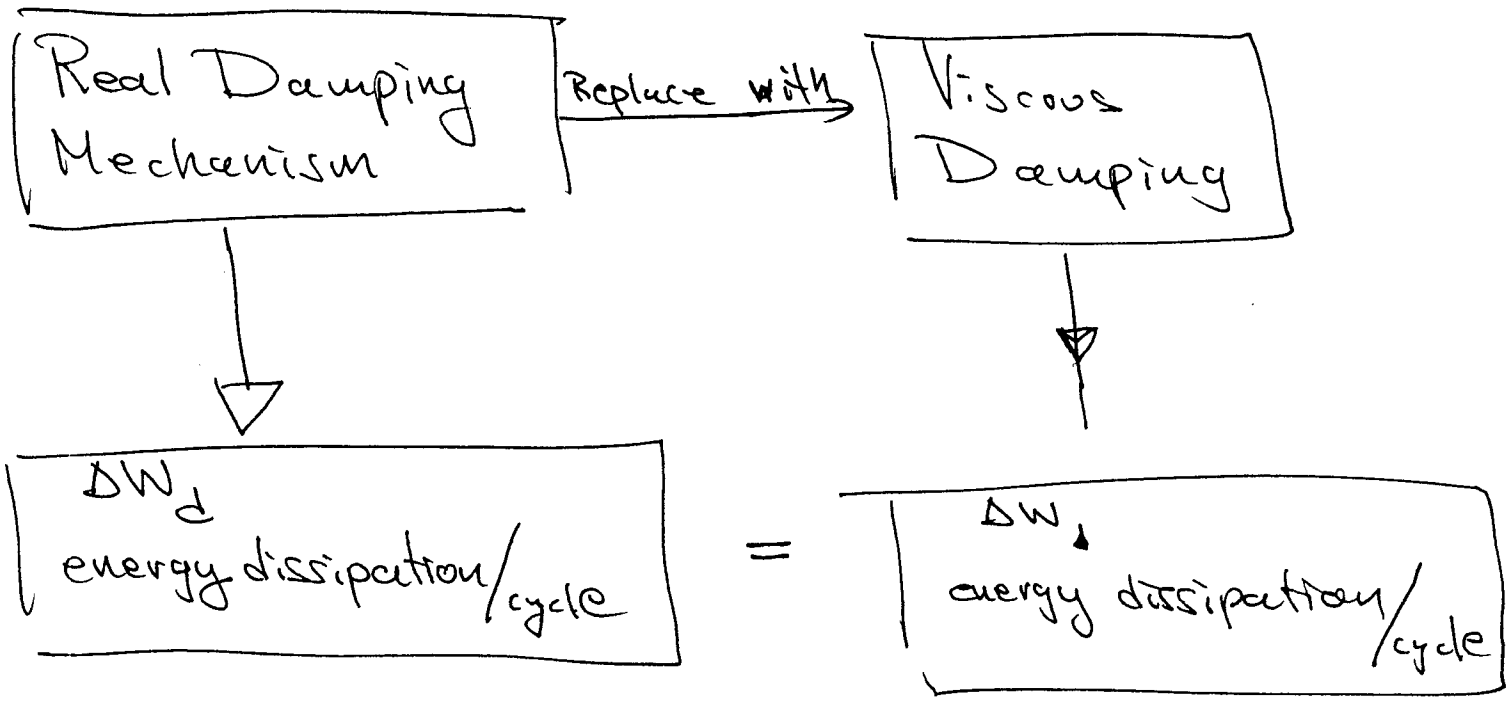 Real Damping
Mechanism
Replace with
Viscous
Damping
ΔW_d
energy dissipation/cycle
=
ΔW
energy dissipation/cycle